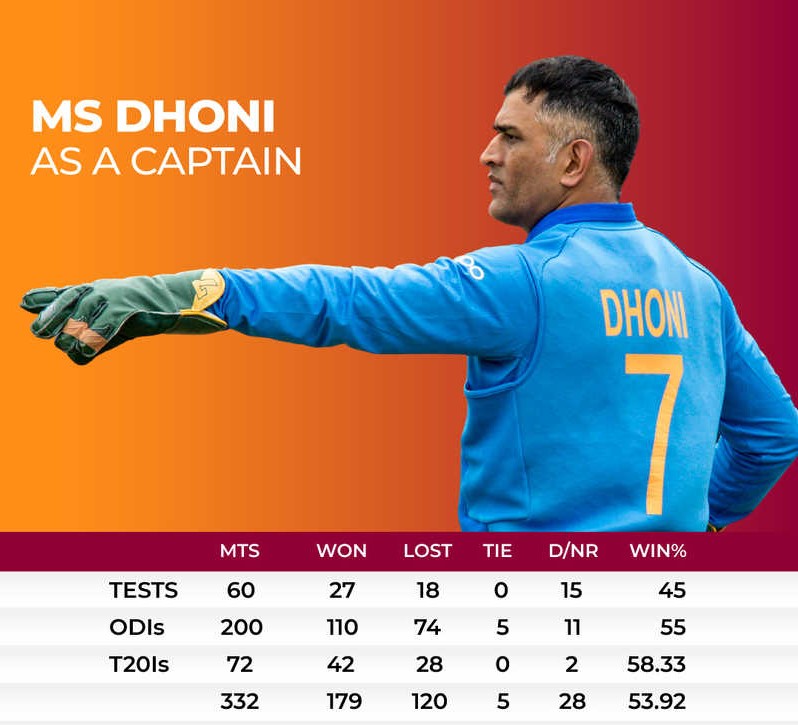 MS DHONI
AS A CAPTAIN
DHONI
7
MTS WON LOST TIE D/NR WIN%
TESTS 60 27 18 0 15 45
ODIs 200 110 74 5 11 55
T20Is 72 42 28 0 2 58.33
332 179 120 5 28 53.92